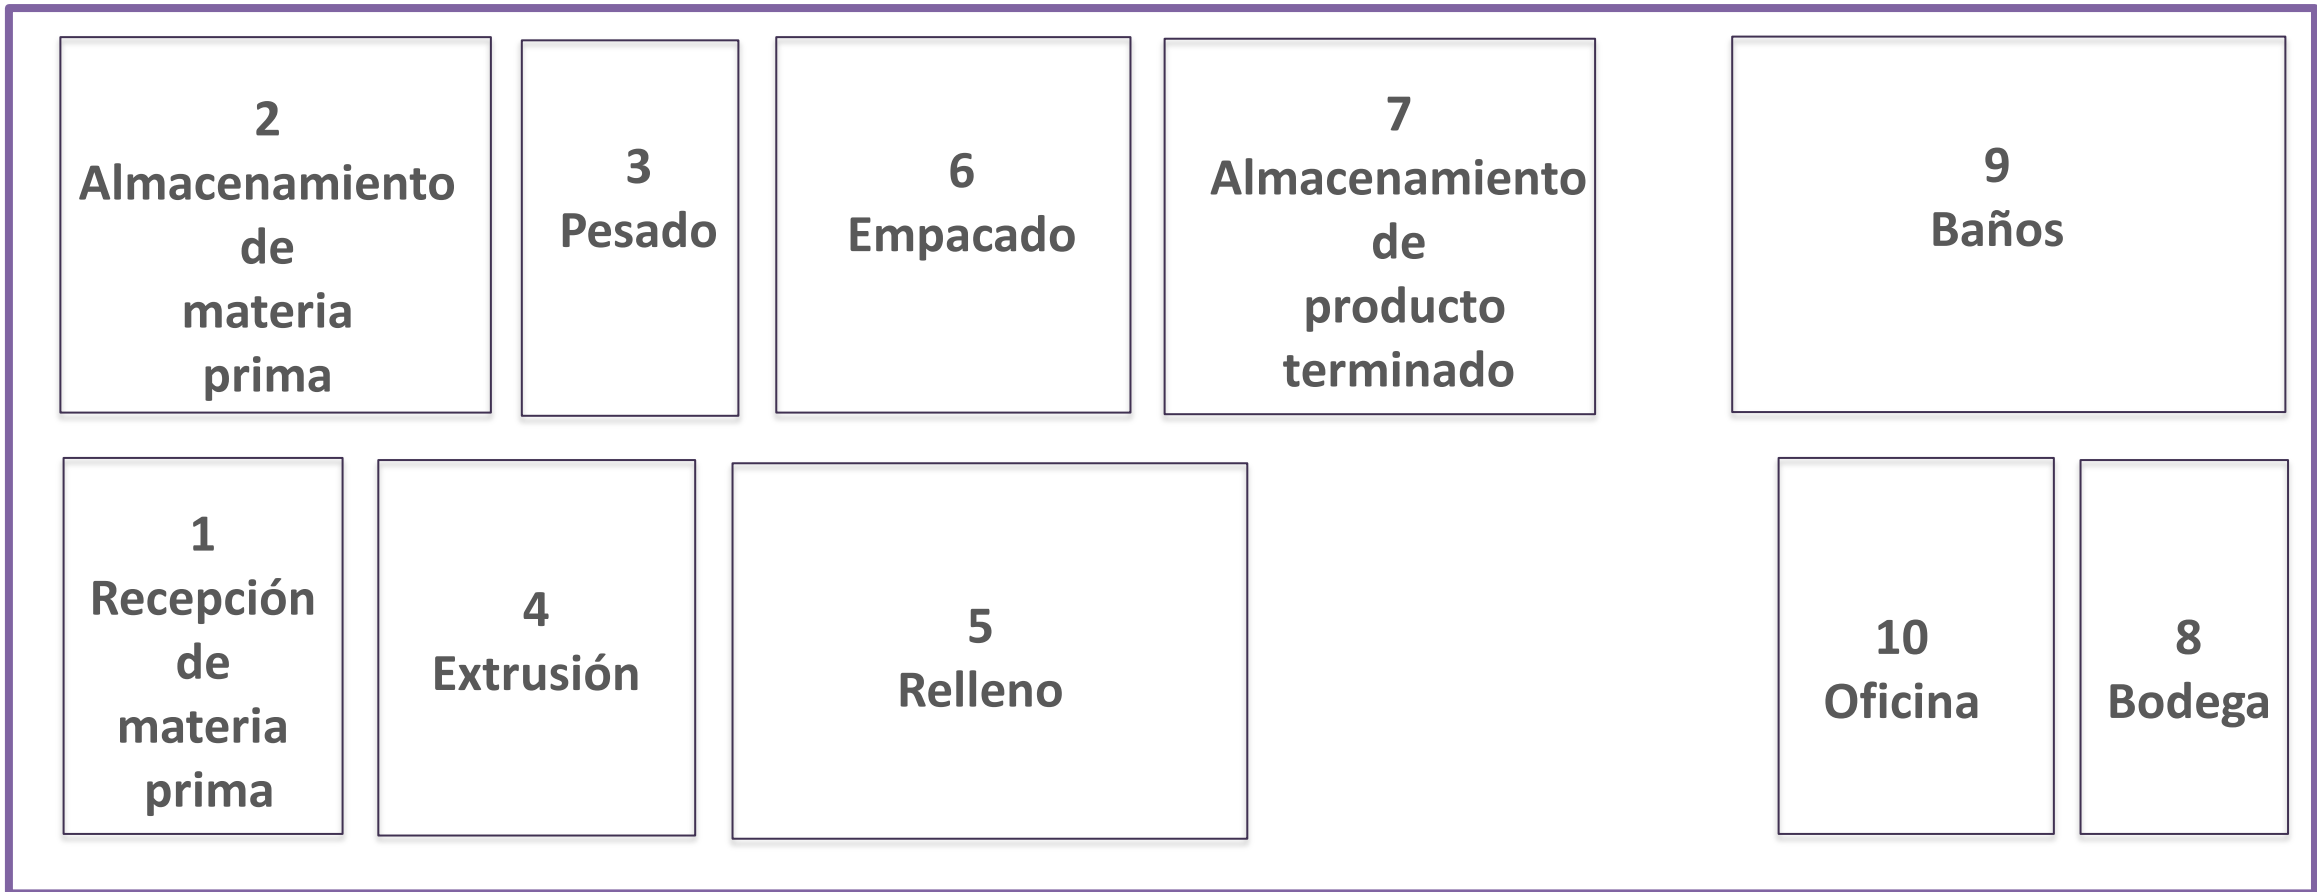 2
Almacenamiento
de
materia
prima
3
Pesado
6
Empacado
7
Almacenamiento
de
producto
terminado
9
Baños
1
Recepción
de
materia
prima
4
Extrusión
5
Relleno
10
Oficina
8
Bodega